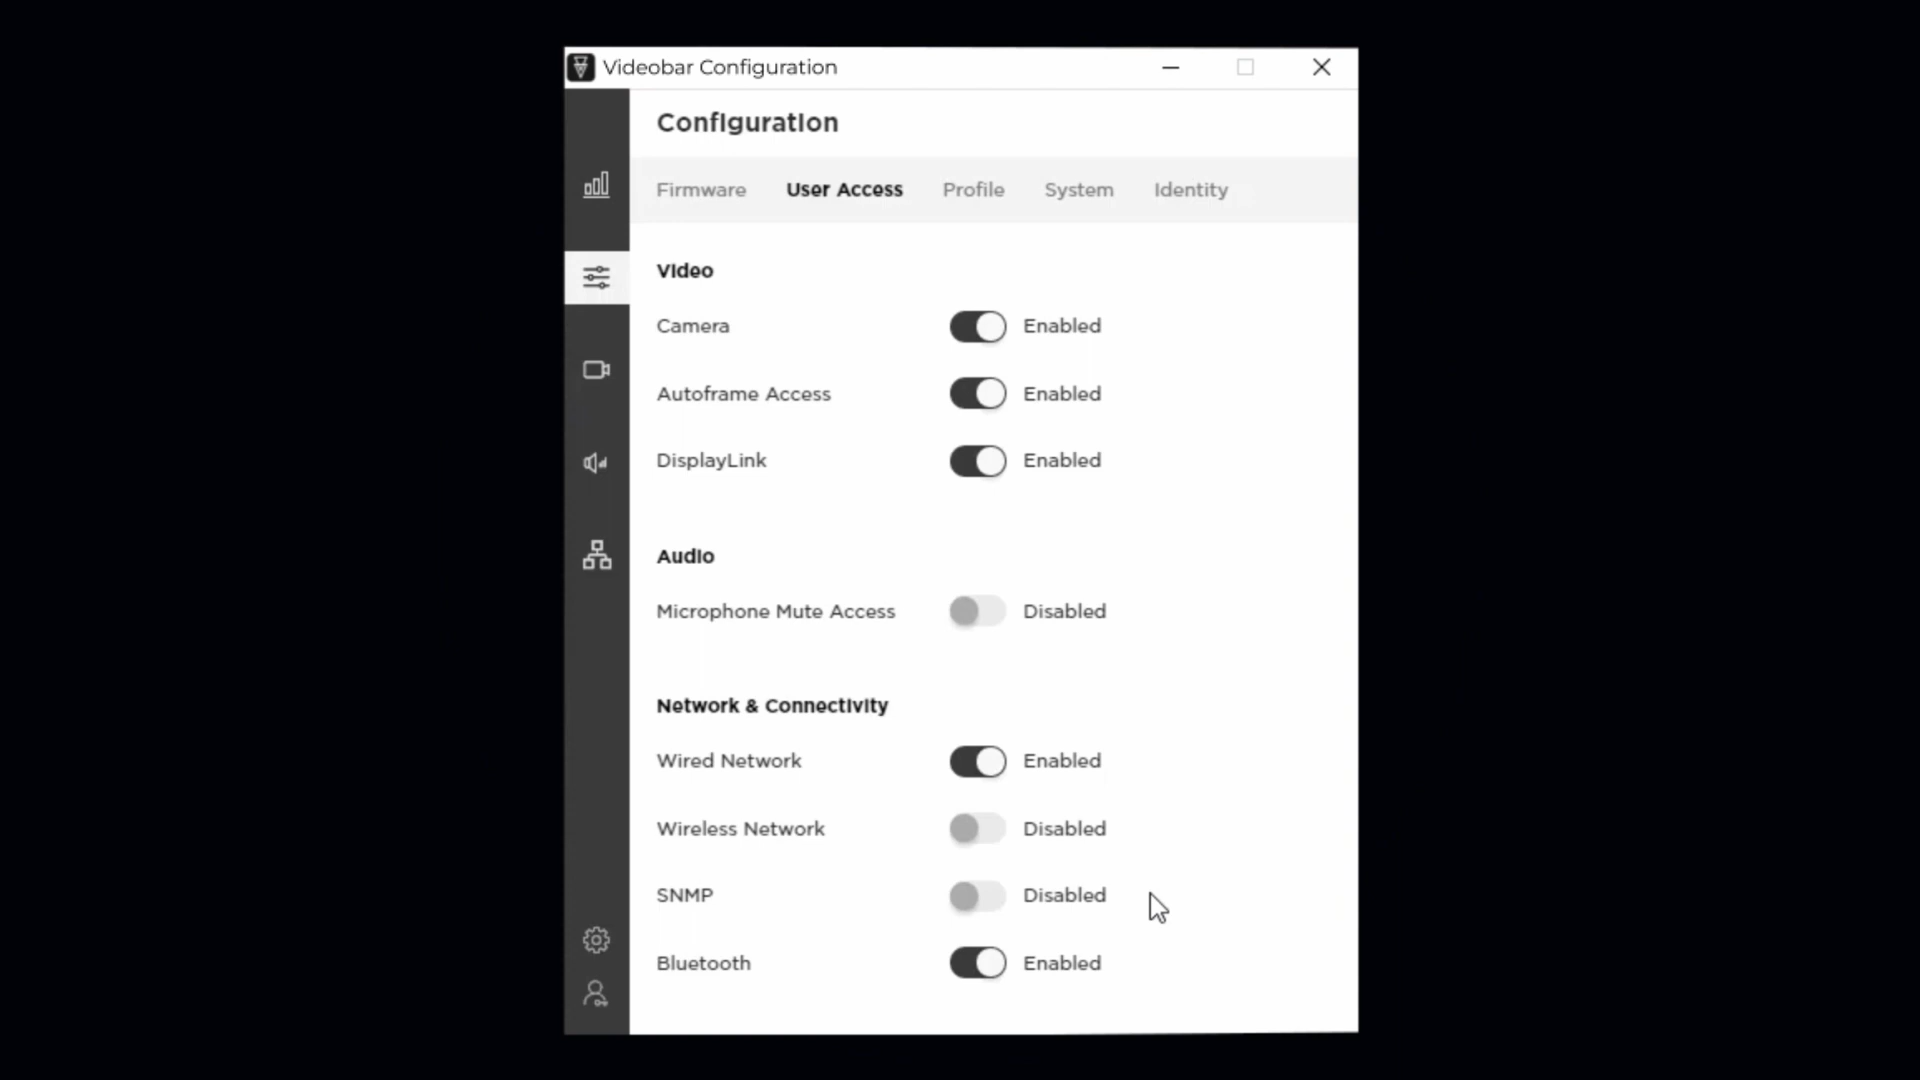 Videobar Configuration
Configuration
Firmware User Access Profile System Identity
Video
Camera Enabled
Autoframe Access Enabled
DisplayLink Enabled
Audio
Microphone Mute Access Disabled
Network & Connectivity
Wired Network Enabled
Wireless Network Disabled
SNMP Disabled
Bluetooth Enabled